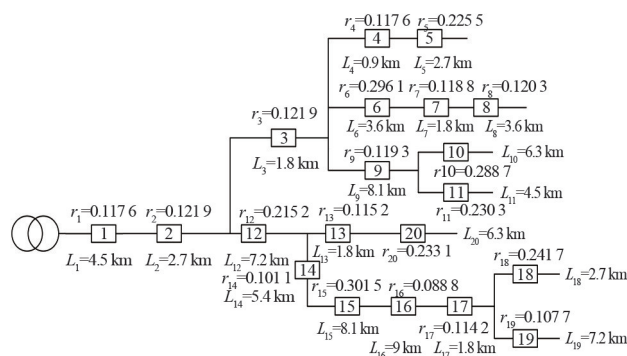 r₄=0.117 6 r₅=0.225 5
4 5
L₄=0.9 km L₅=2.7 km
r₆=0.296 1 r₇=0.118 8 r₈=0.120 3
r₃=0.121 9
6 7 8
3
L₆=3.6 km L₇=1.8 km L₈=3.6 km
r₉=0.119 3 10 L₁₀=6.3 km
L₃=1.8 km
9 r10=0.288 7
L₉=8.1 km 11 L₁₁=4.5 km
r₁=0.117 6 r₂=0.121 9 r₁₂=0.215 2 r₁₃=0.115 2 r₁₁=0.230 3
1 2 12 13 20 L₂₀=6.3 km
L₁=4.5 km L₂=2.7 km L₁₂=7.2 km L₁₃=1.8 km r₂₀=0.233 1
r₁₄=0.101 1 14 r₁₈=0.241 7
L₁₄=5.4 km r₁₅=0.301 5 r₁₆=0.088 8 18 L₁₈=2.7 km
15 16 17
r₁₉=0.107 7
L₁₅=8.1 km r₁₇=0.114 2
19 L₁₉=7.2 km
L₁₆=9 km L₁₇=1.8 km